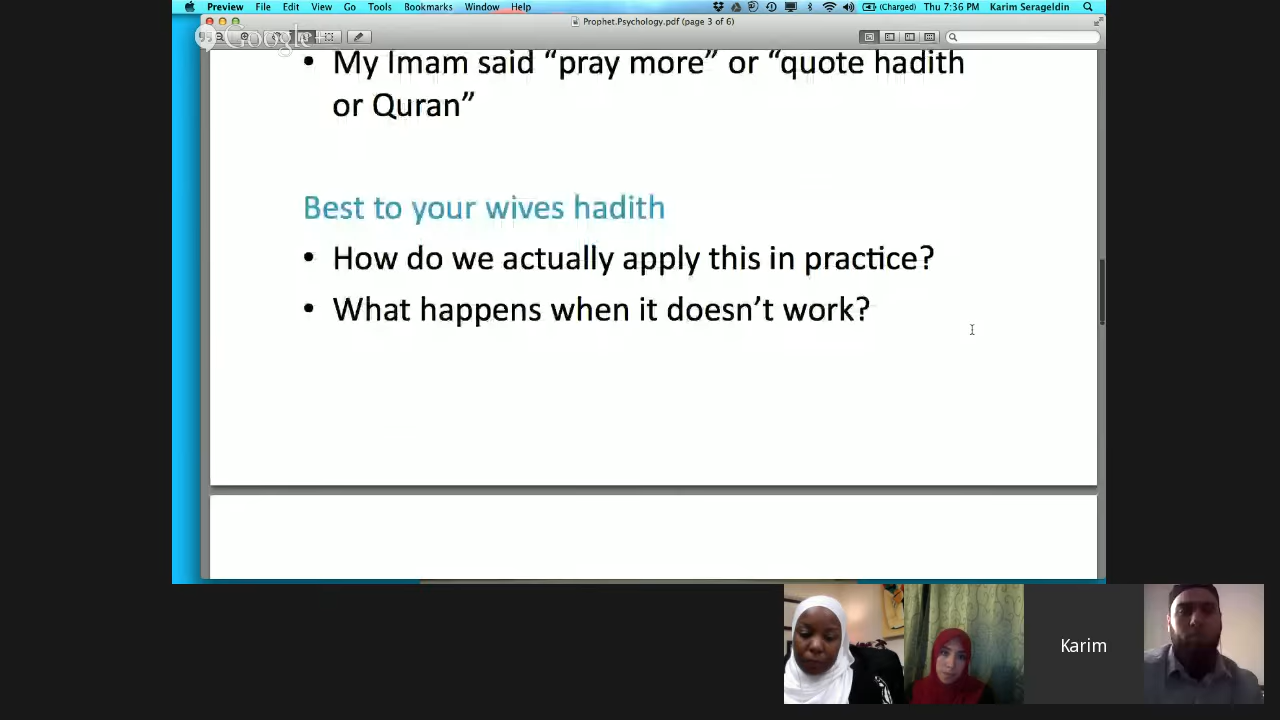 Preview File Edit View Go Tools Bookmarks Window Help (Charged) Thu 7:36 PM Karim Serageldin
Prophet.Psychology.pdf (page 3 of 6)
Google+
• My Imam said “pray more” or “quote hadith
or Quran”
Best to your wives hadith
• How do we actually apply this in practice?
• What happens when it doesn’t work?
Karim